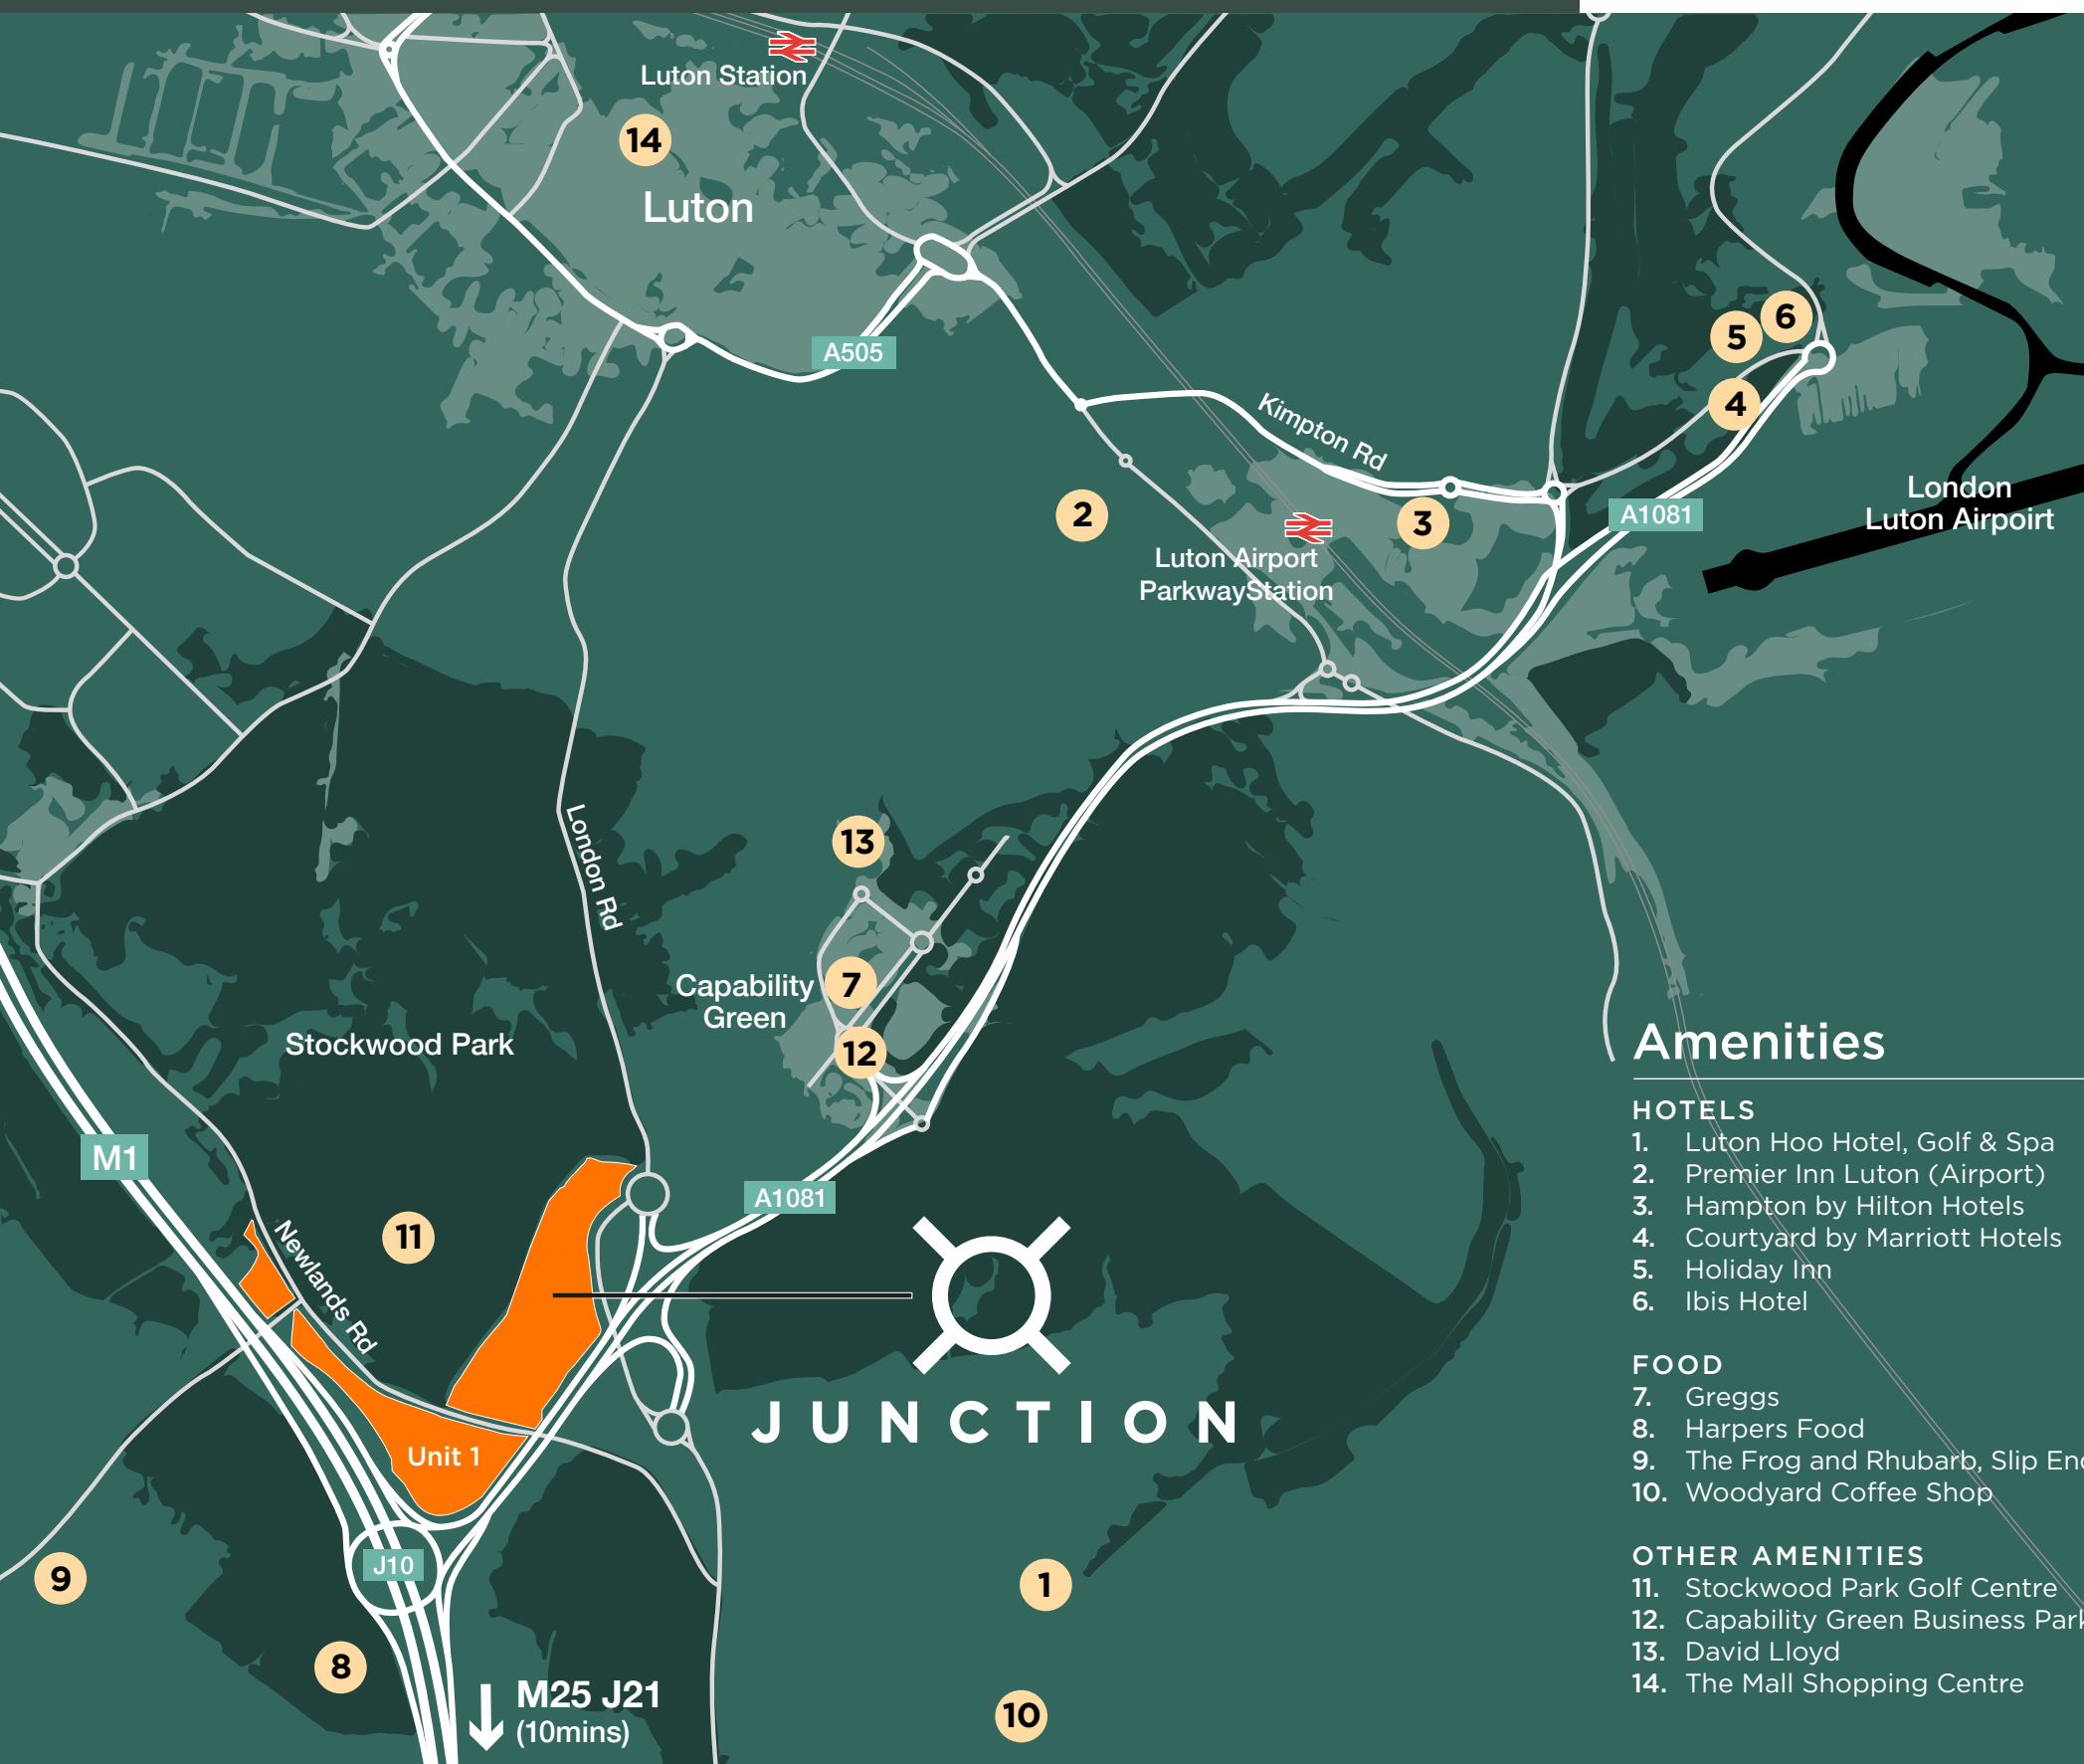 Luton Station
14
Luton
A505
6
5
4
Kimpton Rd
London
Luton Airpoirt
2
3
A1081
Luton Airport
ParkwayStation
London Rd
13
Capability
Green
7
12
Stockwood Park
M1
A1081
11
Newlands Rd
JUNCTION
Unit 1
J10
9
8
1
10
M25 J21
(10mins)
Amenities
HOTELS
1. Luton Hoo Hotel, Golf & Spa
2. Premier Inn Luton (Airport)
3. Hampton by Hilton Hotels
4. Courtyard by Marriott Hotels
5. Holiday Inn
6. Ibis Hotel
FOOD
7. Greggs
8. Harpers Food
9. The Frog and Rhubarb, Slip
10. Woodyard Coffee Shop
OTHER AMENITIES
11. Stockwood Park Golf Centre
12. Capability Green Business Park
13. David Lloyd
14. The Mall Shopping Centre